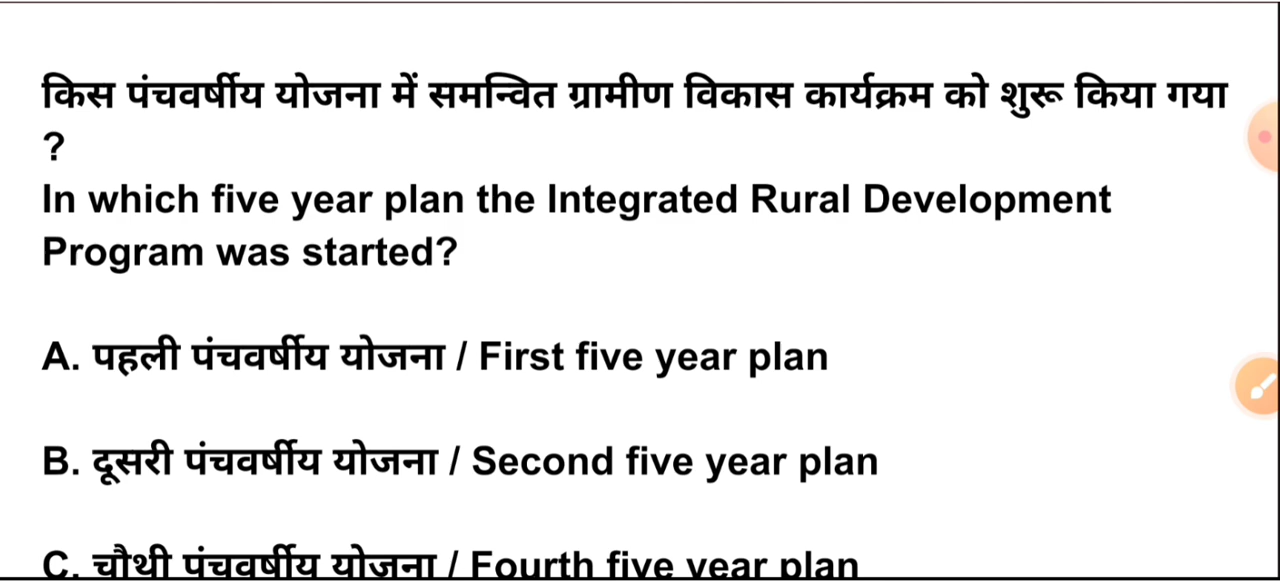 किस पंचवर्षीय योजना में समन्वित ग्रामीण विकास कार्यक्रम को शुरू किया गया
?
In which five year plan the Integrated Rural Development
Program was started?
A. पहली पंचवर्षीय योजना / First five year plan
B. दूसरी पंचवर्षीय योजना / Second five year plan
C. चौथी पंचवर्षीय योजना / Fourth five year plan